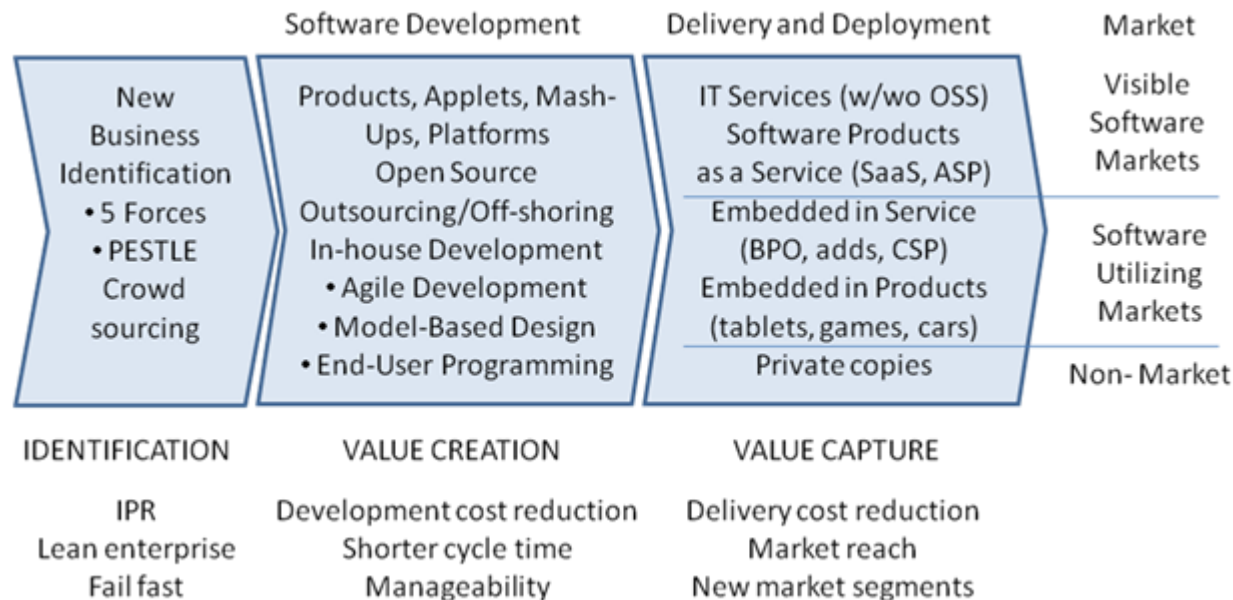 Software Development
Delivery and Deployment
Market
New
Business
Identification
• 5 Forces
• PESTLE
Crowd
sourcing
Products, Applets, Mash-
Ups, Platforms
Open Source
Outsourcing/Off-shoring
In-house Development
• Agile Development
• Model-Based Design
• End-User Programming
IT Services (w/wo OSS)
Software Products
as a Service (SaaS, ASP)
Embedded in Service
(BPO, adds, CSP)
Embedded in Products
(tablets, games, cars)
Private copies
Visible
Software
Markets
Software
Utilizing
Markets
Non- Market
IDENTIFICATION
VALUE CREATION
VALUE CAPTURE
IPR
Lean enterprise
Fail fast
Development cost reduction
Shorter cycle time
Manageability
Delivery cost reduction
Market reach
New market segments